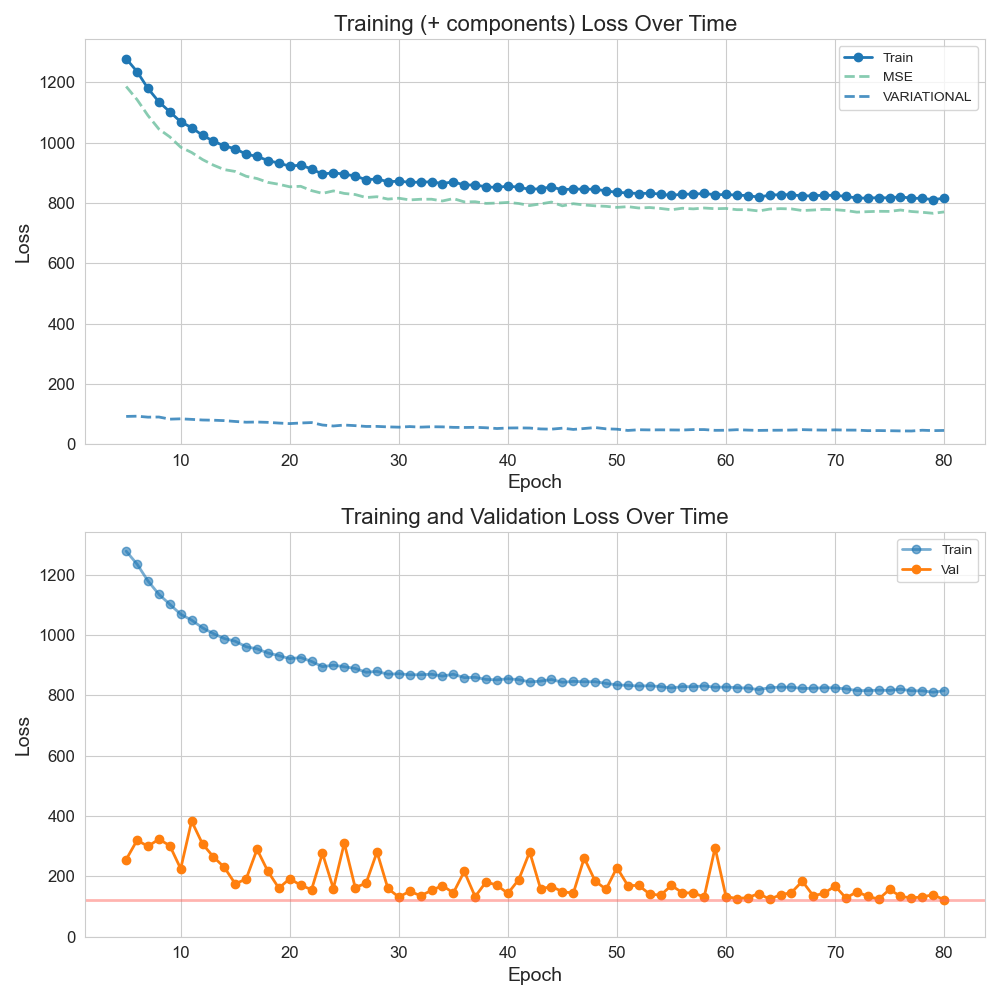 Training (+ components) Loss Over Time
Train
MSE
VARIATIONAL
Loss
1200
1000
800
600
400
200
0
10 20 30 40 50 60 70 80
Epoch
Training and Validation Loss Over Time
Train
Val
Loss
1200
1000
800
600
400
200
0
10 20 30 40 50 60 70 80
Epoch